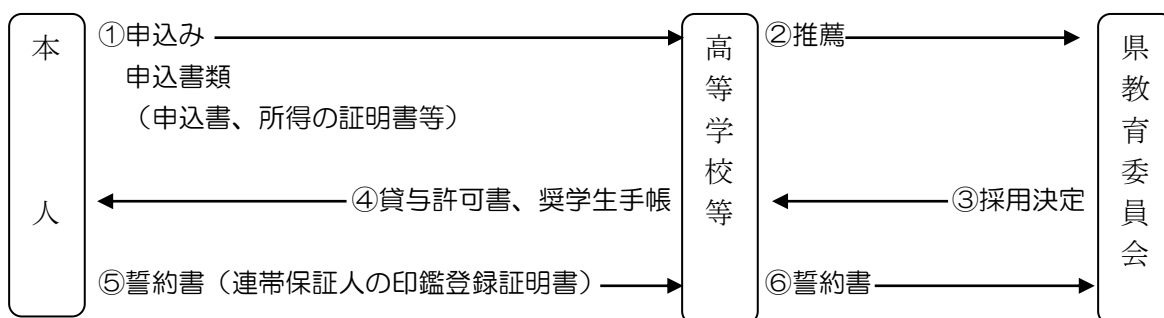 本人
①申込み
申込書類
（申込書、所得の証明書等）
④貸与許可書、奨学生手帳
⑤誓約書（連帯保証人の印鑑登録証明書）
高等学校等
②推薦
③採用決定
⑥誓約書
県教育委員会